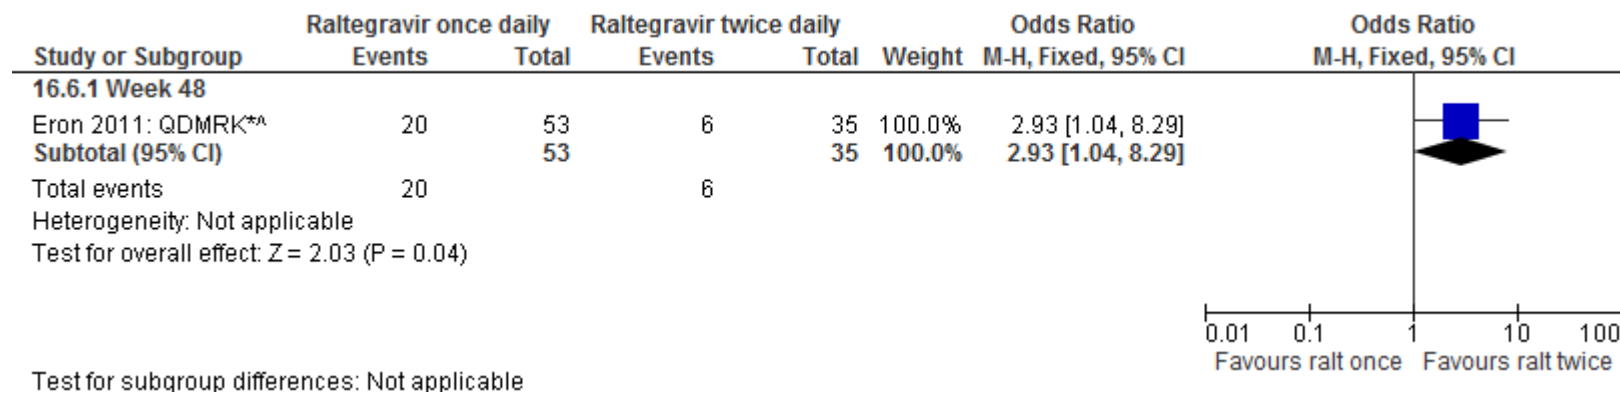 Raltegravir once daily Raltegravir twice daily Odds Ratio Odds Ratio
Study or Subgroup Events Total Events Total Weight M-H, Fixed, 95% CI M-H, Fixed, 95% CI
16.6.1 Week 48
Eron 2011: QDMRK*^ 20 53 6 35 100.0% 2.93 [1.04, 8.29]
Subtotal (95% CI) 53 35 100.0% 2.93 [1.04, 8.29]
Total events 20 6
Heterogeneity: Not applicable
Test for overall effect: Z = 2.03 (P = 0.04)
0.01 0.1 1 10 100
Favours ralt once Favours ralt twice
Test for subgroup differences: Not applicable